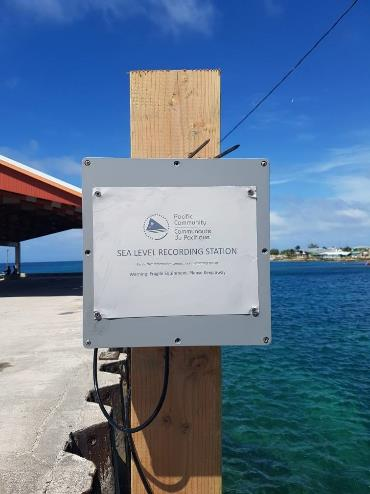 Pacific
Community
Communauté
Du Pacifique
SEA LEVEL RECORDING STATION
Warning: Fragile Equipment. Please Keep away